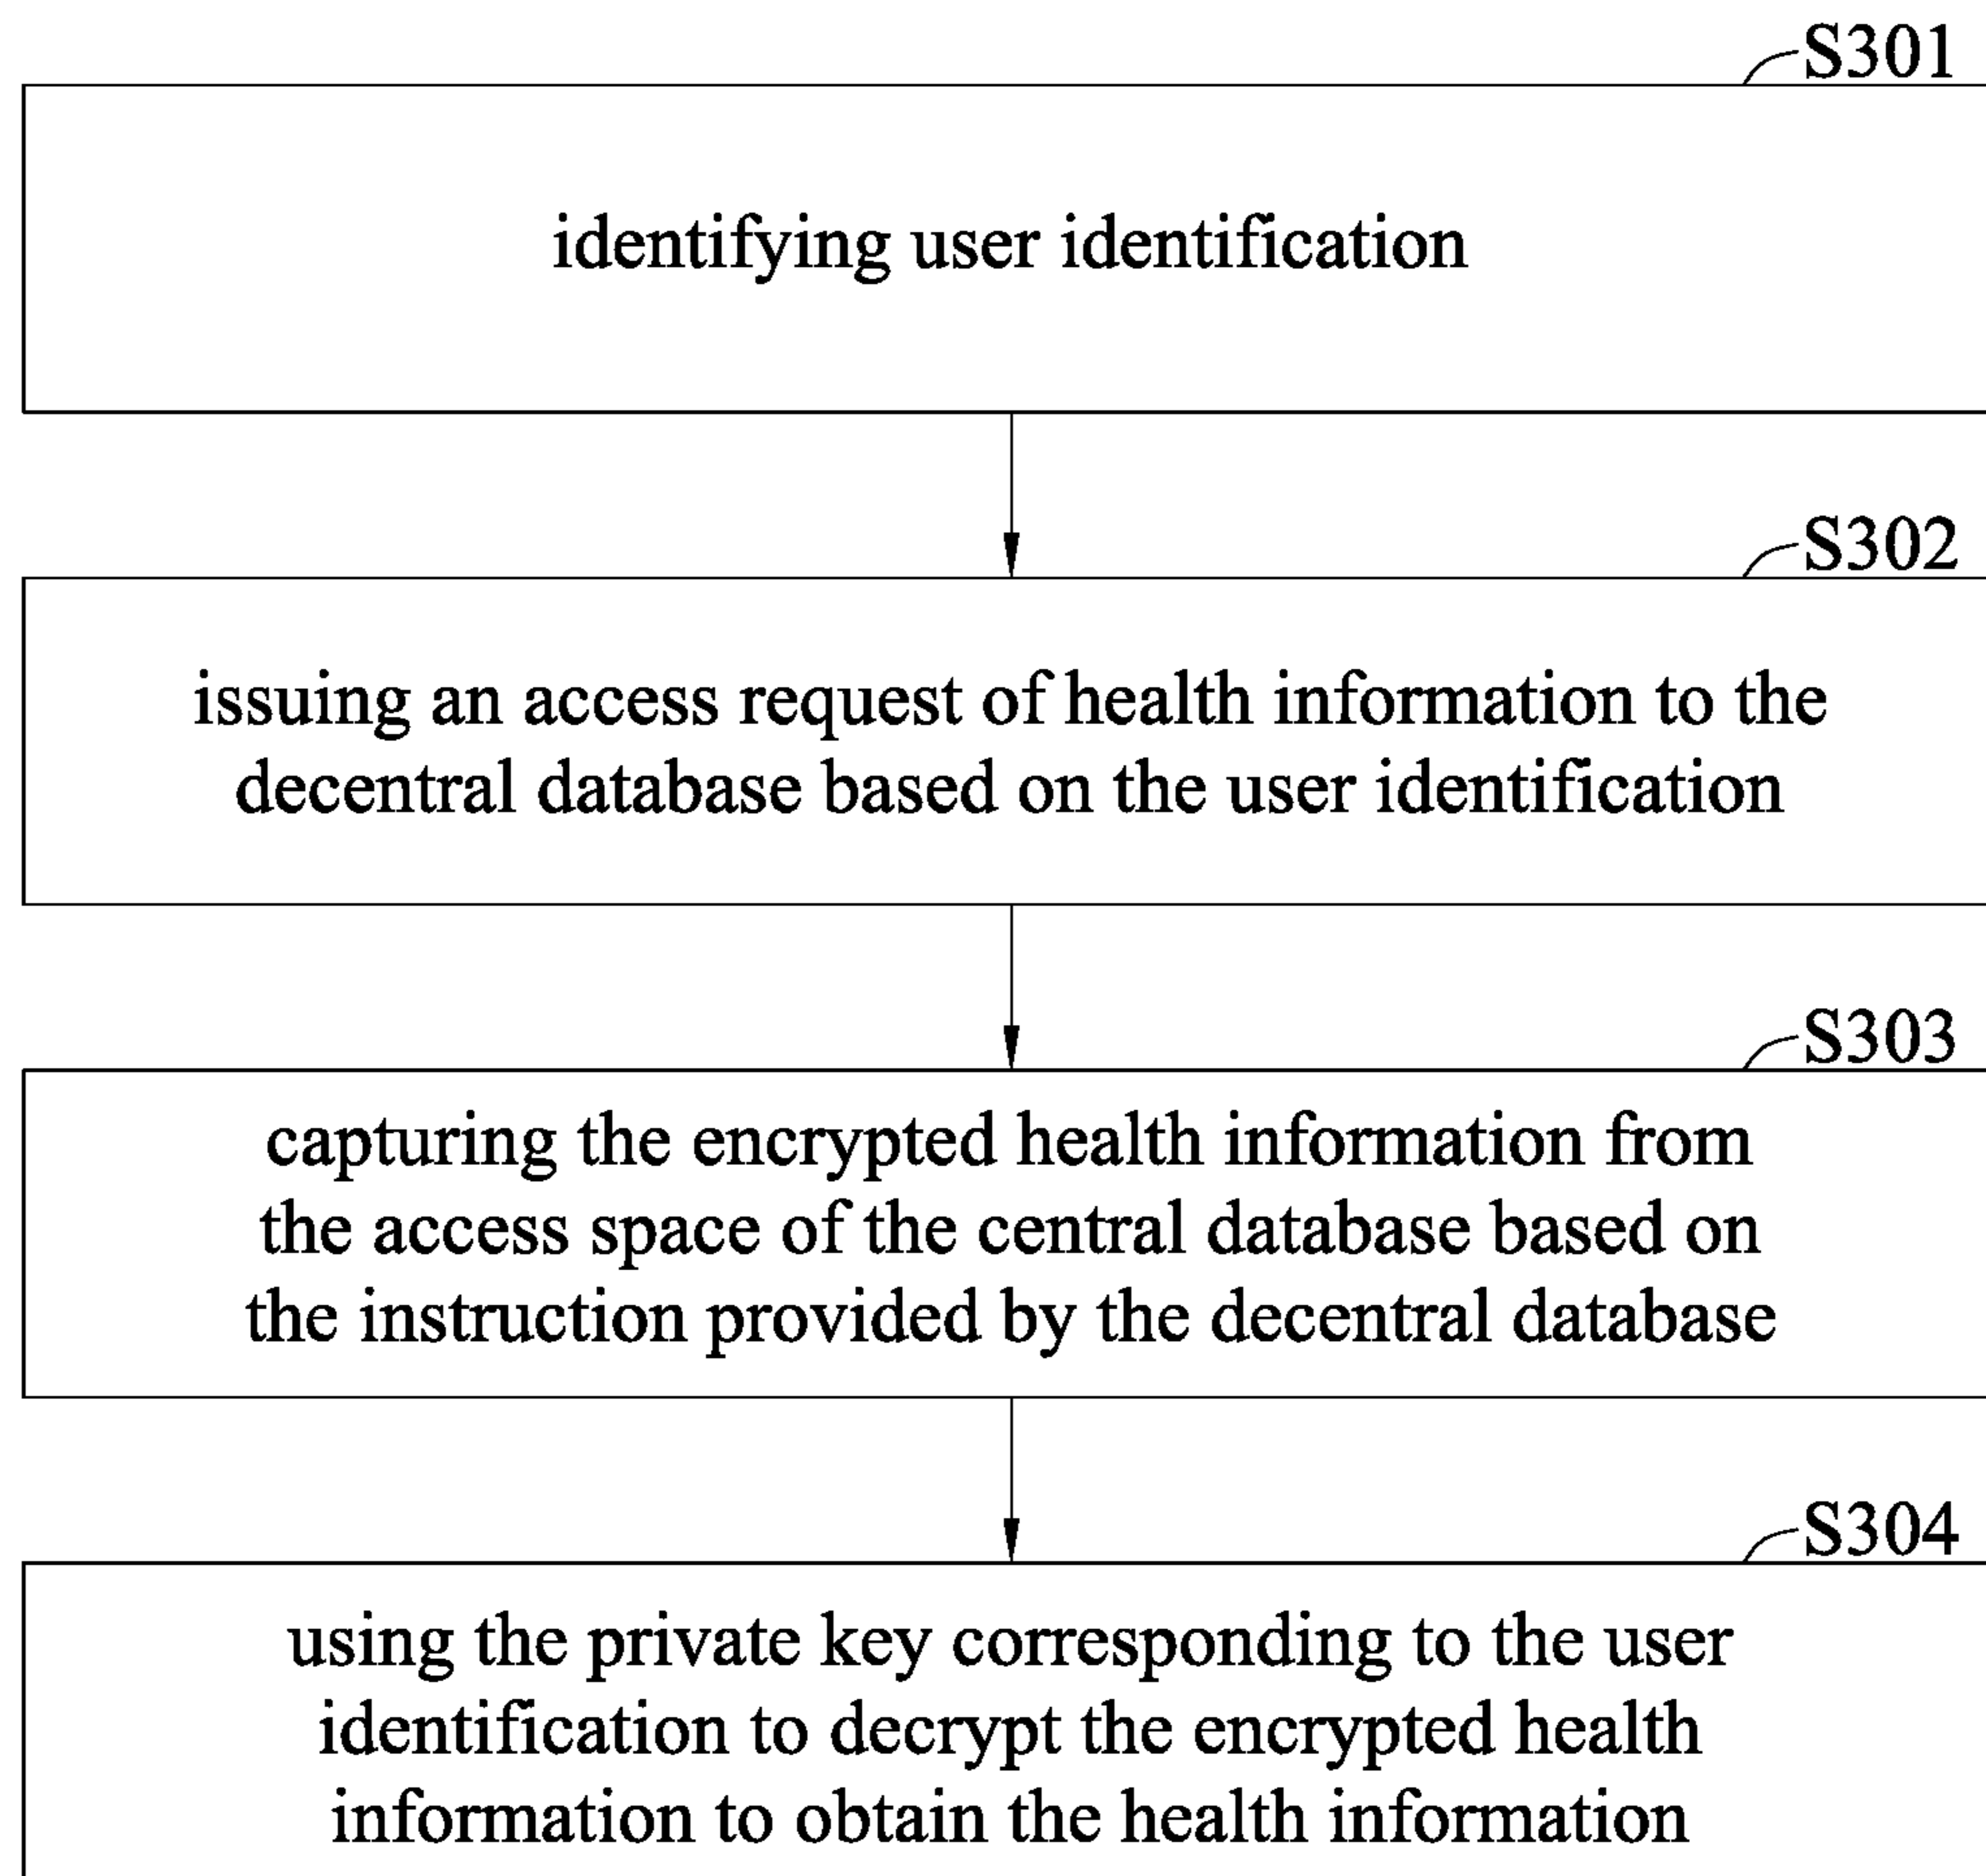 S301
identifying user identification
S302
issuing an access request of health information to the
decentral database based on the user identification
S303
capturing the encrypted health information from
the access space of the central database based on
the instruction provided by the decentral database
S304
using the private key corresponding to the user
identification to decrypt the encrypted health
information to obtain the health information